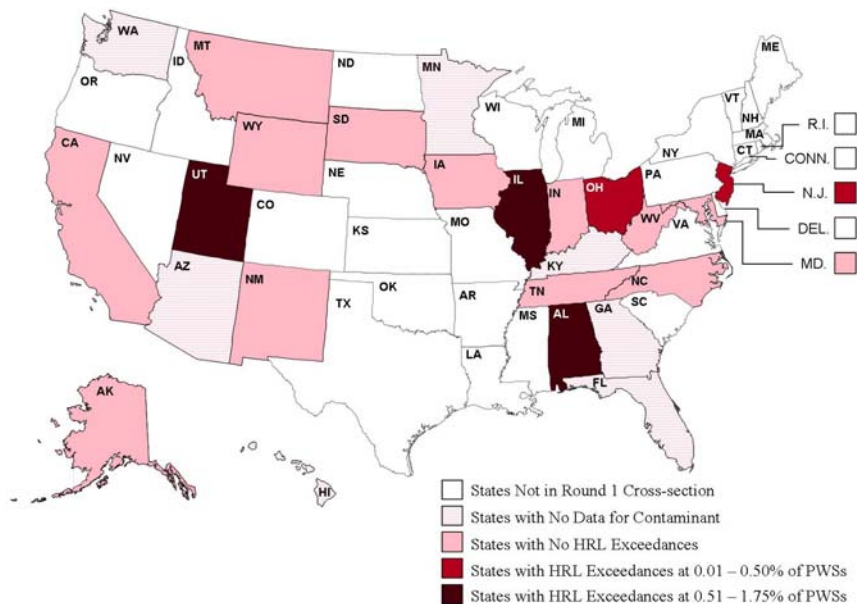 WA
MT
ND
MN
ME
ID
OR
VT
WI
NH
SD
MI
MA
R.I.
WY
CT
NY
CA
CONN.
IA
NV
NE
PA
IL
IN
OH
N.J.
UT
CO
WV
MO
VA
DEL.
KS
KY
AZ
MD.
NM
NC
TN
OK
TX
AR
SC
MS
AL
GA
LA
FL
AK
HI
States Not in Round 1 Cross-section
States with No Data for Contaminant
States with No HRL Exceedances
States with HRL Exceedances at 0.01 – 0.50% of PWSs
States with HRL Exceedances at 0.51 – 1.75% of PWSs